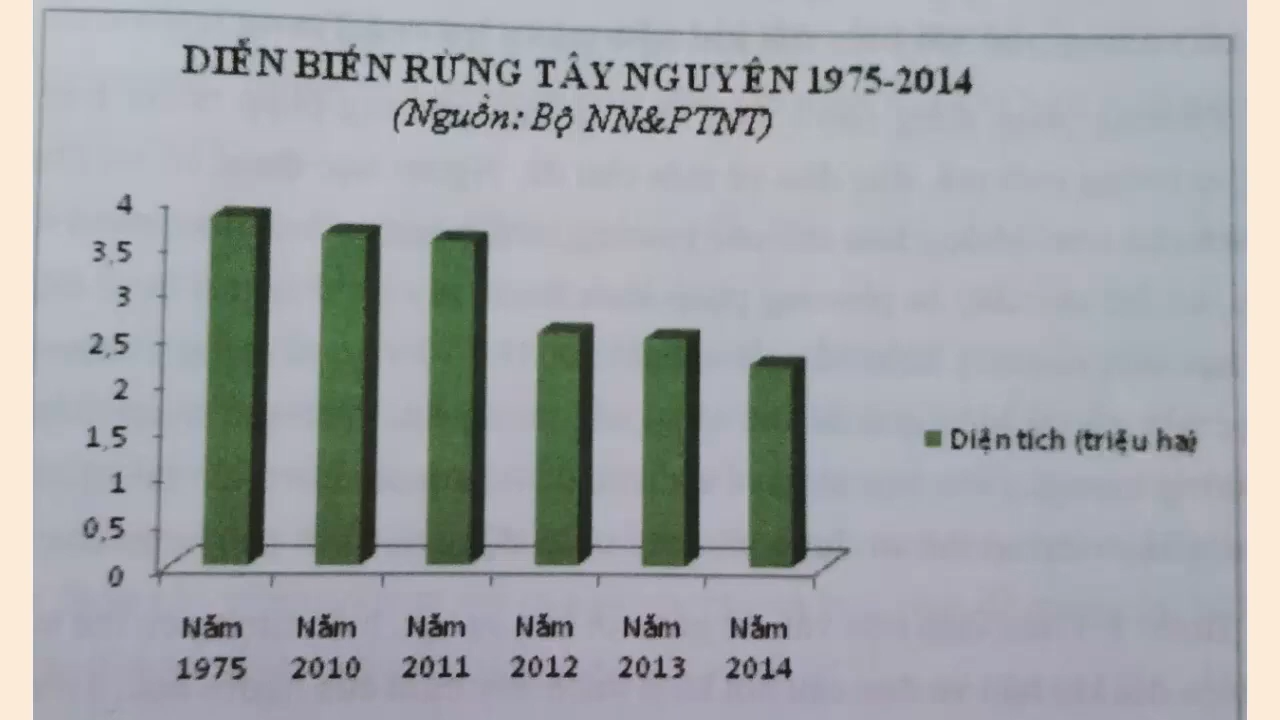 DIỄN BIẾN RỪNG TÂY NGUYÊN 1975-2014
(Nguồn: Bộ NN&PTNT)
4
3,5
3
2,5
2
1,5
1
0,5
0
Năm 1975
Năm 2010
Năm 2011
Năm 2012
Năm 2013
Năm 2014
Diện tích (triệu ha)